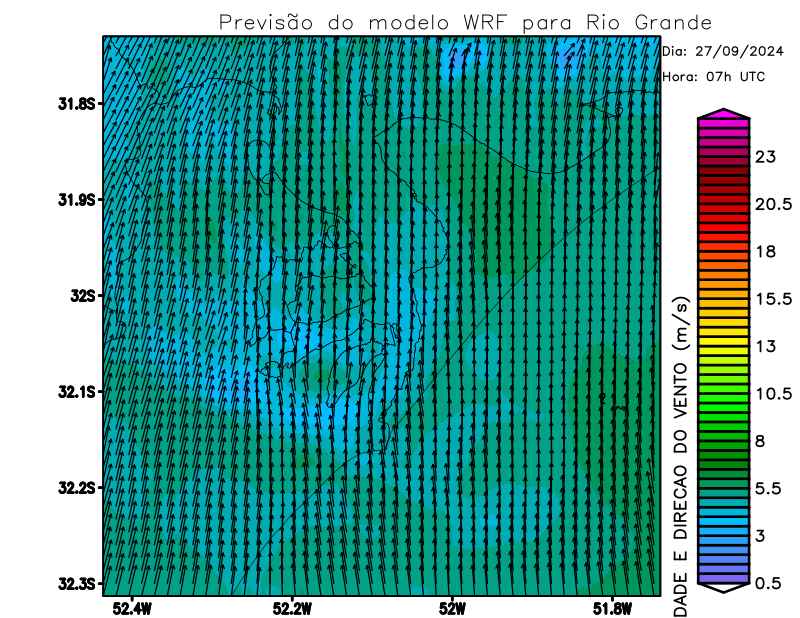 Previsão do modelo WRF para Rio Grande
Dia: 27/09/2024
Hora: 07h UTC
31.8S
31.9S
32S
32.1S
32.2S
32.3S
52.4W
52.2W
52W
51.8W
23
20.5
18
15.5
13
10.5
8
5.5
3
0.5
DADE E DIRECAO DO VENTO (m/s)